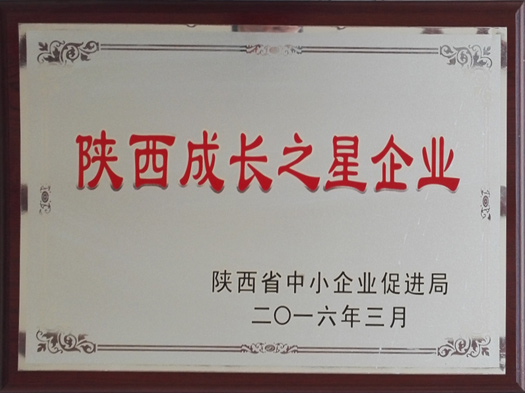 陕西成长之星企业
陕西省中小企业促进局
二〇一六年三月